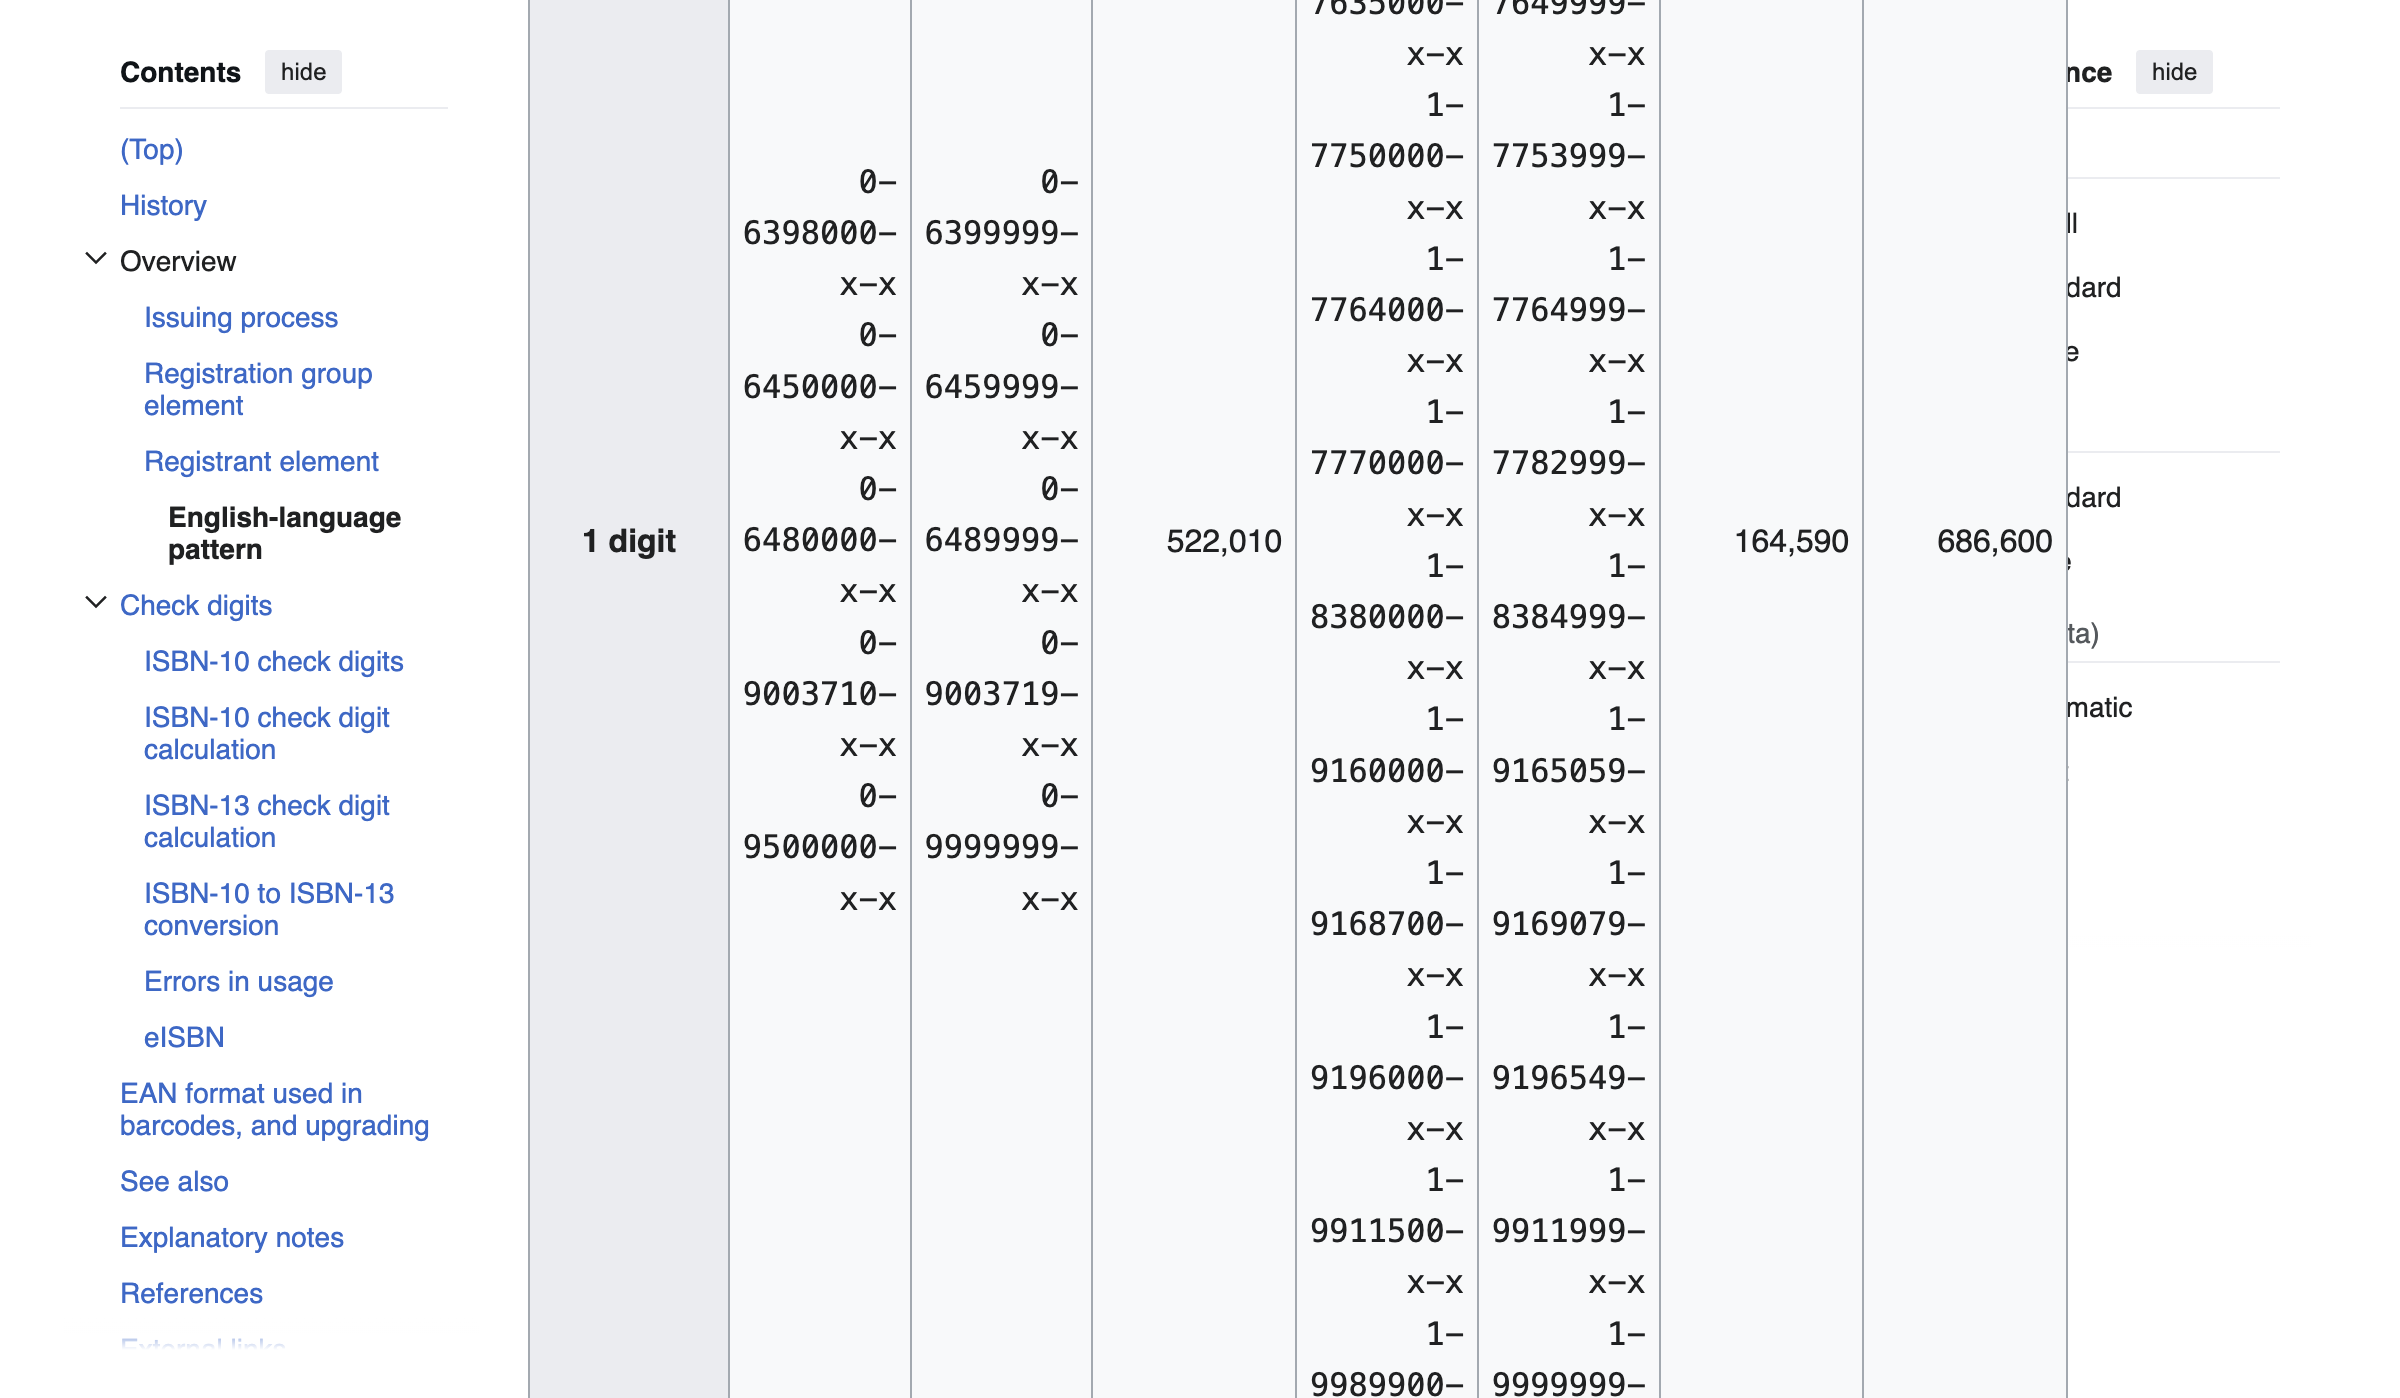 Contents hide
(Top)
History
Overview
Issuing process
Registration group
element
Registrant element
English-language
pattern
Check digits
ISBN-10 check digits
ISBN-10 check digit
calculation
ISBN-13 check digit
calculation
ISBN-10 to ISBN-13
conversion
Errors in usage
eISBN
EAN format used in
barcodes, and upgrading
See also
Explanatory notes
References
External links
1 digit
0–
6398000–
x–x
0–
6450000–
x–x
0–
6480000–
x–x
0–
9003710–
x–x
0–
9500000–
x–x
0–
6399999–
x–x
0–
6459999–
x–x
0–
6489999–
x–x
0–
9003719–
x–x
0–
9999999–
x–x
522,010
7635000–
x–x
1–
7750000–
x–x
1–
7764000–
x–x
1–
7770000–
x–x
1–
8380000–
x–x
1–
9160000–
x–x
1–
9168700–
x–x
1–
9196000–
x–x
1–
9911500–
x–x
1–
9989900–
7649999–
x–x
1–
7753999–
x–x
1–
7764999–
x–x
1–
7782999–
x–x
1–
8384999–
x–x
1–
9165059–
x–x
1–
9169079–
x–x
1–
9196549–
x–x
1–
9911999–
x–x
1–
9999999–
164,590
686,600
nce hide
ll
dard
e
dard
ta)
matic